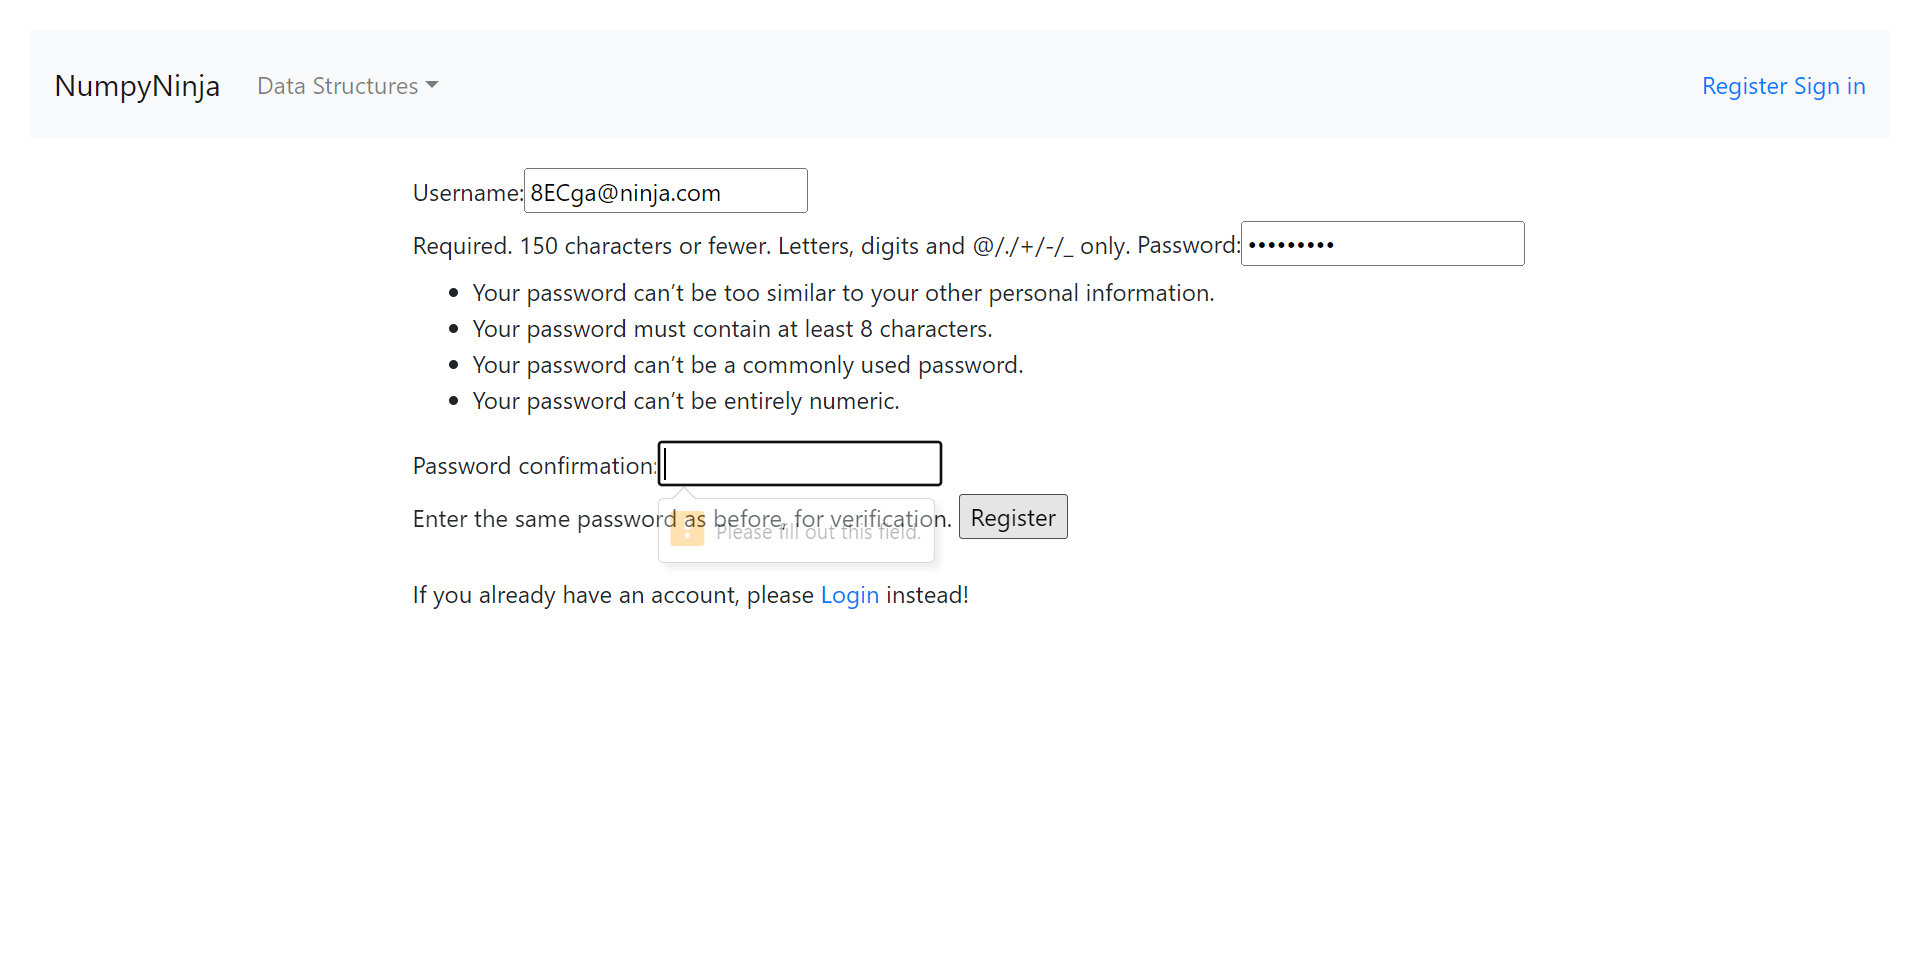 NumpyNinja Data Structures Register Sign in
Username: 8ECga@ninja.com
Required. 150 characters or fewer. Letters, digits and @/./+/-/_ only. Password: •••••••••
• Your password can’t be too similar to your other personal information.
• Your password must contain at least 8 characters.
• Your password can’t be a commonly used password.
• Your password can’t be entirely numeric.
Password confirmation:
Enter the same password as before, for verification. Register
! Please fill out this field.
If you already have an account, please Login instead!